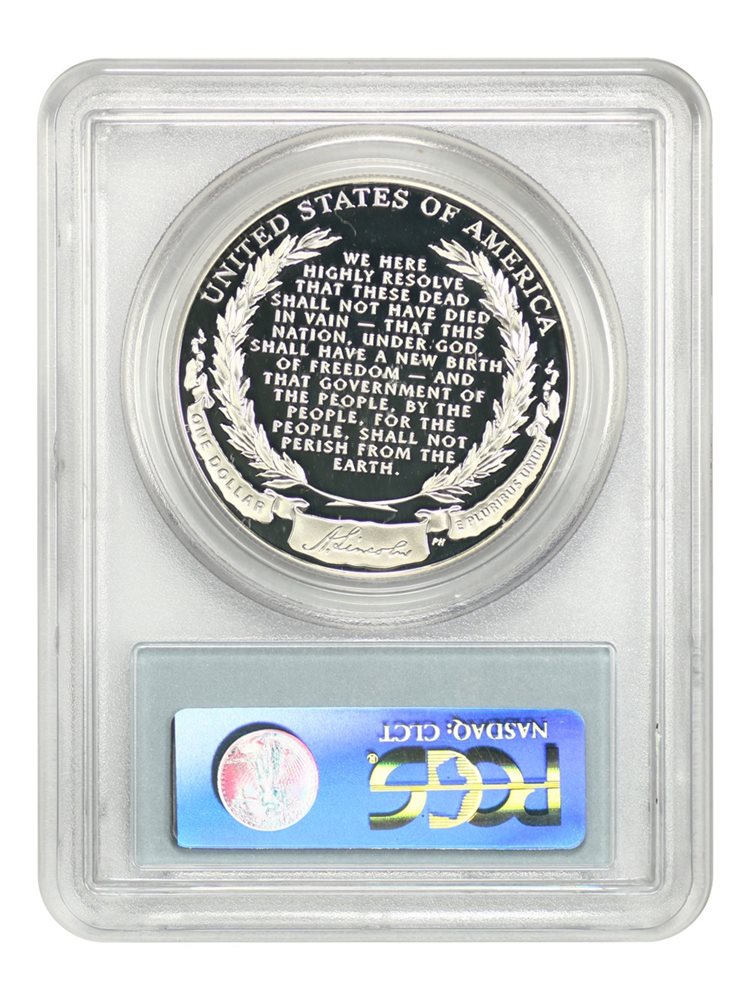 UNITED STATES OF AMERICA
WE HERE
HIGHLY RESOLVE
THAT THESE DEAD
SHALL NOT HAVE DIED
IN VAIN — THAT THIS
NATION, UNDER GOD,
SHALL HAVE A NEW BIRTH
OF FREEDOM — AND
THAT GOVERNMENT OF
THE PEOPLE, BY THE
PEOPLE, FOR THE
PEOPLE, SHALL NOT
PERISH FROM THE
EARTH.
ONE DOLLAR
A. Lincoln
PH
E PLURIBUS UNUM
NASDAQ: CLCT
PCGS®